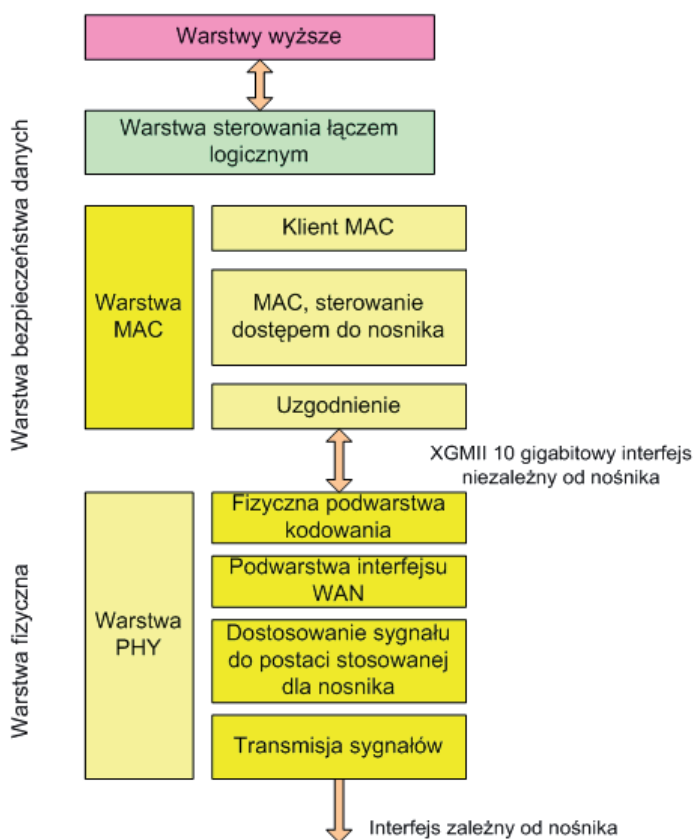 Warstwy wyższe
Warstwa sterowania łączem
logicznym
Warstwa bezpieczeństwa danych
Warstwa
MAC
Klient MAC
MAC, sterowanie
dostępem do nosnika
Uzgodnienie
XGMII 10 gigabitowy interfejs
niezależny od nośnika
Warstwa fizyczna
Warstwa
PHY
Fizyczna podwarstwa
kodowania
Podwarstwa interfejsu
WAN
Dostosowanie sygnału
do postaci stosowanej
dla nosnika
Transmisja sygnałów
Interfejs zależny od nośnika